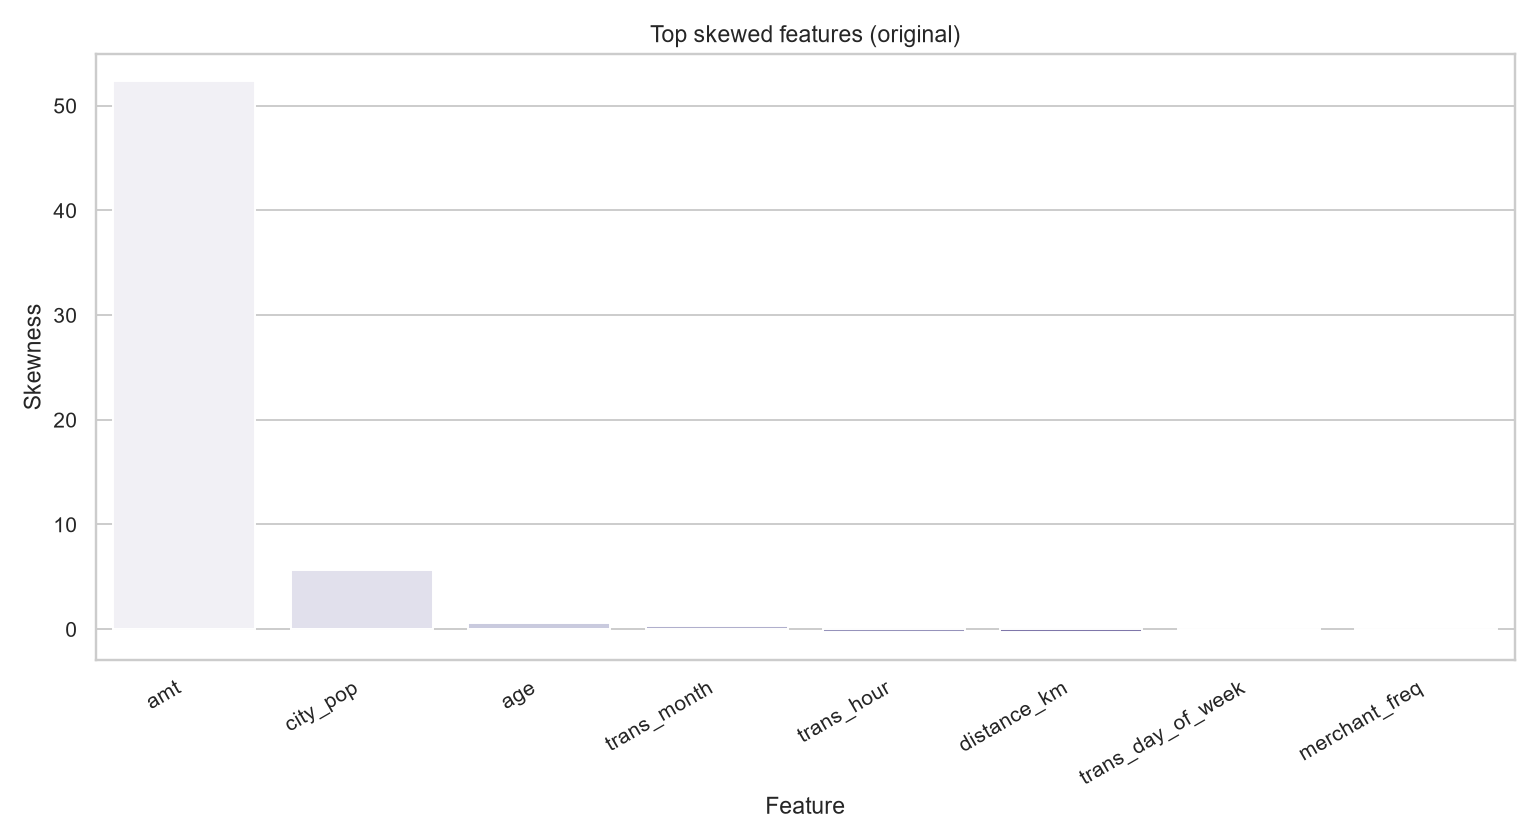 Top skewed features (original)
Skewness
50
40
30
20
10
0
amt
city_pop
age
trans_month
trans_hour
distance_km
trans_day_of_week
merchant_freq
Feature